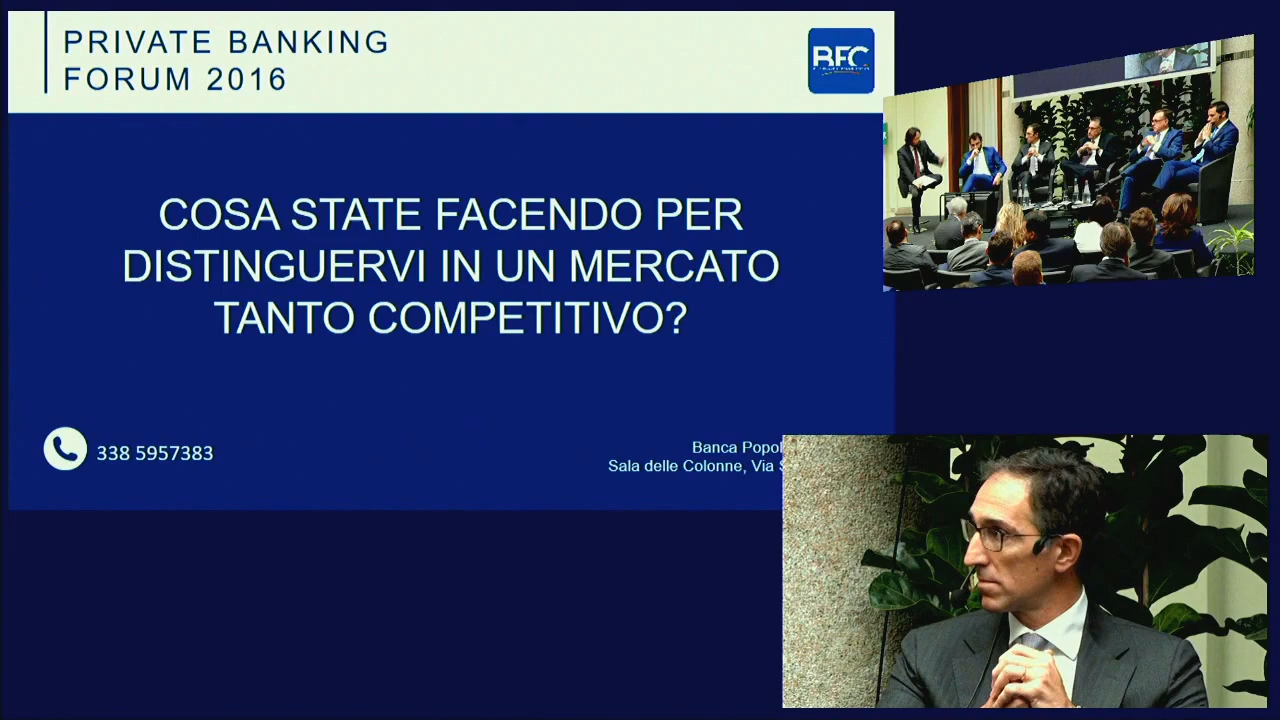 PRIVATE BANKING
FORUM 2016
BFC
COSA STATE FACENDO PER
DISTINGUERVI IN UN MERCATO
TANTO COMPETITIVO?
338 5957383
Banca Popol
Sala delle Colonne, Via S